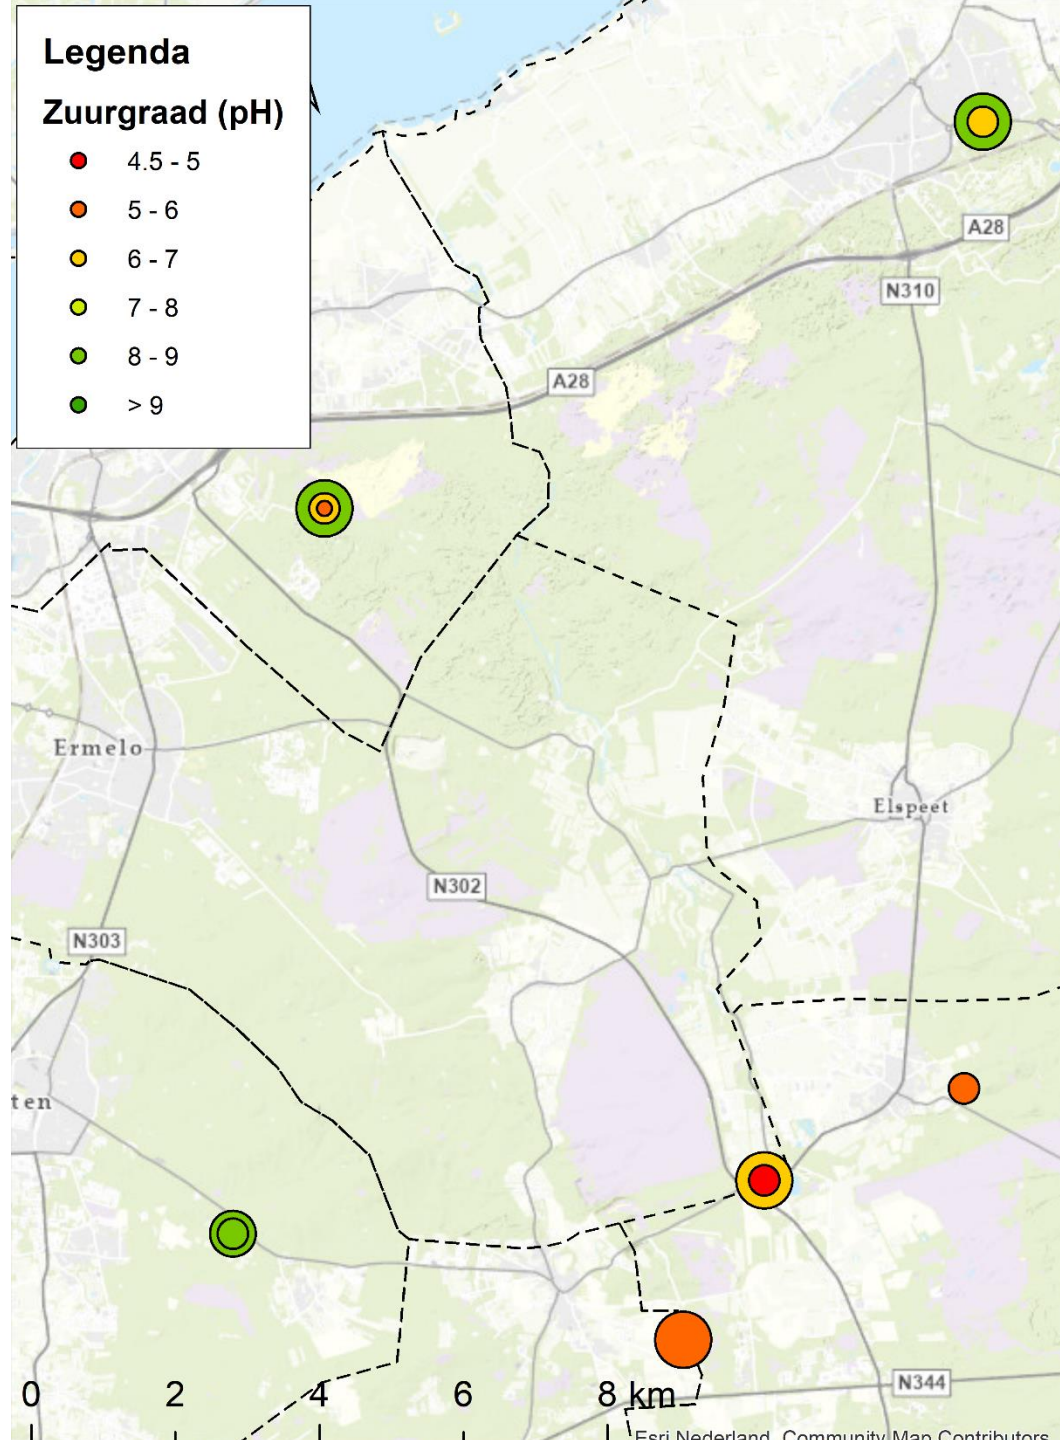 Legenda
Zuurgraad (pH)
4.5 - 5
5 - 6
6 - 7
7 - 8
8 - 9
> 9
A28
N310
A28
Ermelo
Elspeet
N302
N303
ten
N344
0 2 4 6 8 km
Esri Nederland, Community Map Contributors